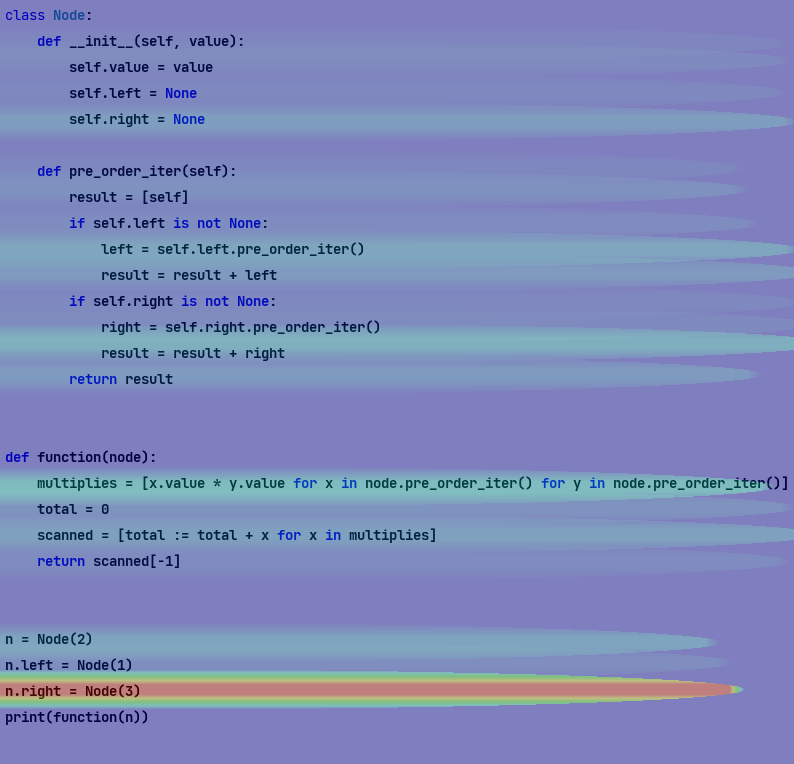 class Node:
    def __init__(self, value):
        self.value = value
        self.left = None
        self.right = None

    def pre_order_iter(self):
        result = [self]
        if self.left is not None:
            left = self.left.pre_order_iter()
            result = result + left
        if self.right is not None:
            right = self.right.pre_order_iter()
            result = result + right
        return result


def function(node):
    multiplies = [x.value * y.value for x in node.pre_order_iter() for y in node.pre_order_iter()]
    total = 0
    scanned = [total := total + x for x in multiplies]
    return scanned[-1]


n = Node(2)
n.left = Node(1)
n.right = Node(3)
print(function(n))